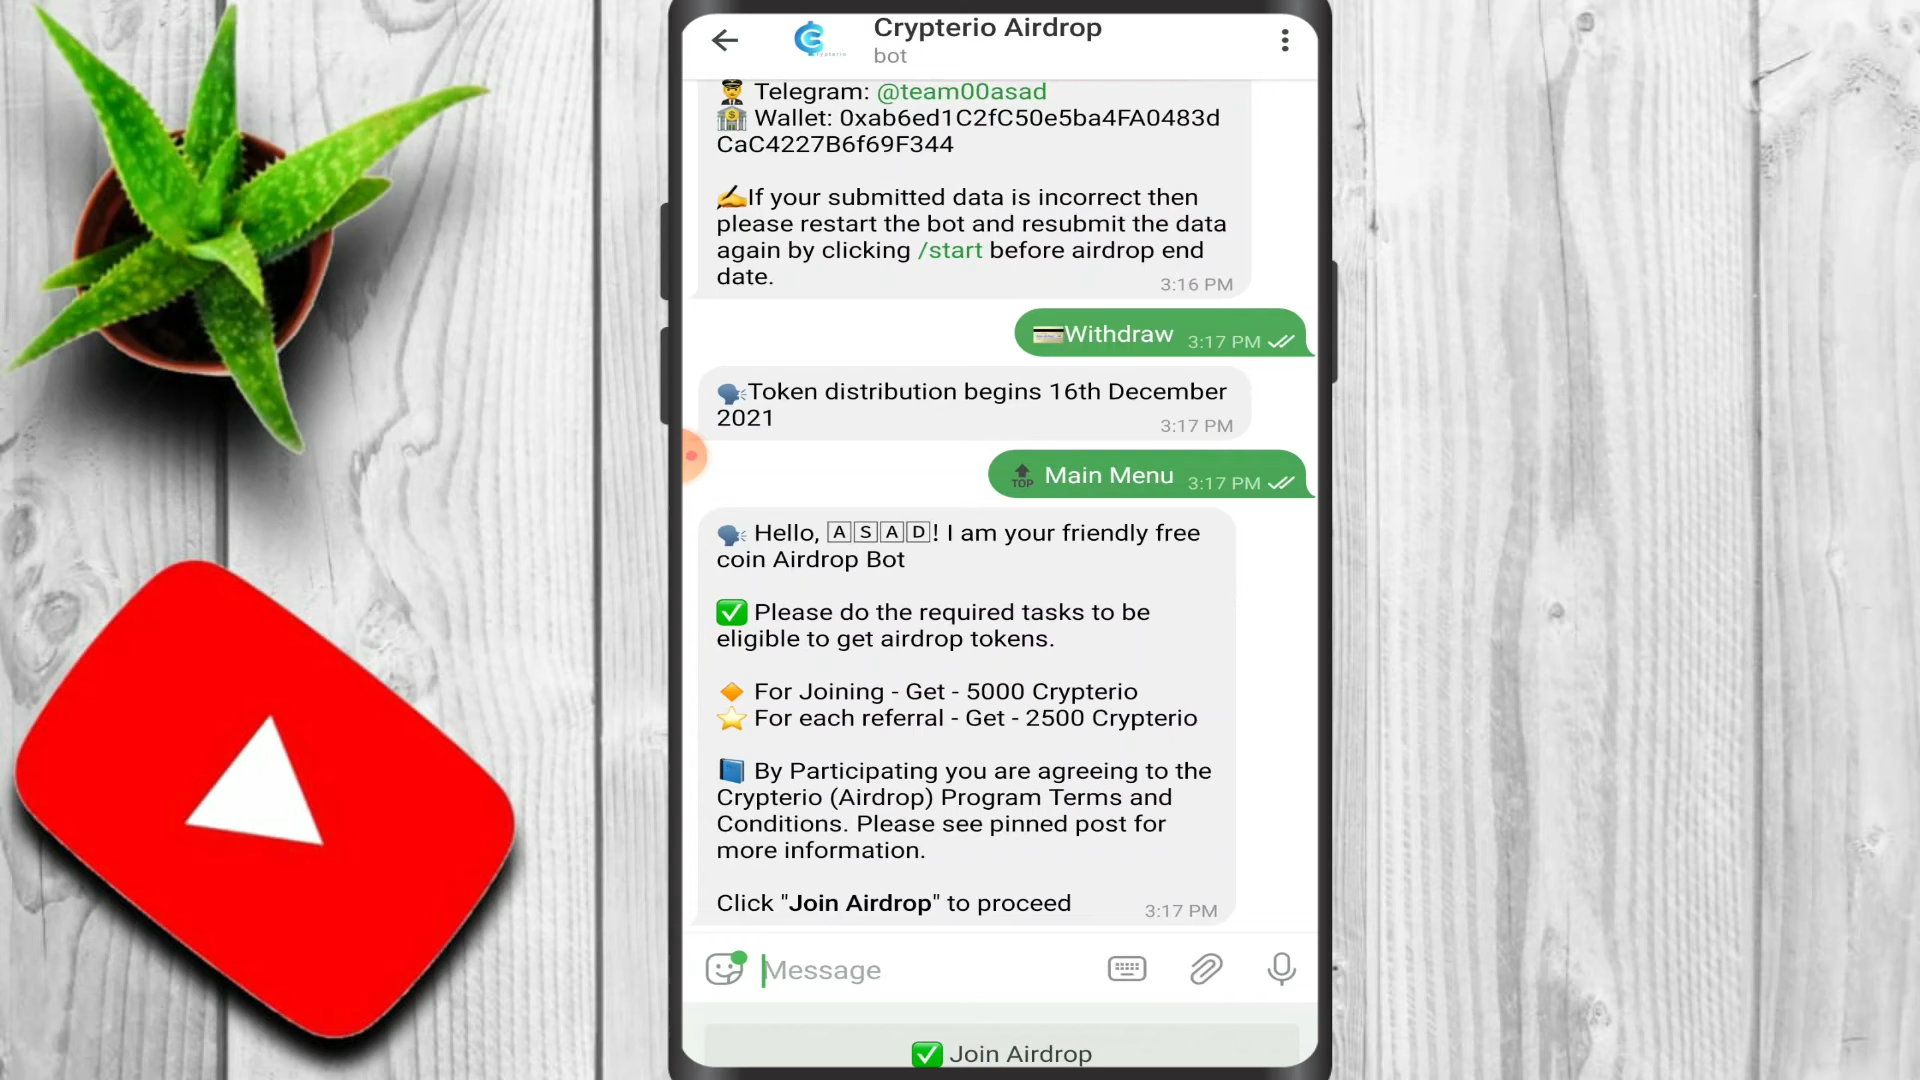 Crypterio Airdrop
bot
Telegram: @team00asad
Wallet: 0xab6ed1C2fC50e5ba4FA0483d
CaC4227B6f69F344
If your submitted data is incorrect then
please restart the bot and resubmit the data
again by clicking /start before airdrop end
date.
3:16 PM
Withdraw 3:17 PM
Token distribution begins 16th December
2021
3:17 PM
TOP Main Menu 3:17 PM
Hello, 🄰🅂🄰🄳! I am your friendly free
coin Airdrop Bot
Please do the required tasks to be
eligible to get airdrop tokens.
For Joining - Get - 5000 Crypterio
For each referral - Get - 2500 Crypterio
By Participating you are agreeing to the
Crypterio (Airdrop) Program Terms and
Conditions. Please see pinned post for
more information.
Click "Join Airdrop" to proceed
3:17 PM
Message
Join Airdrop